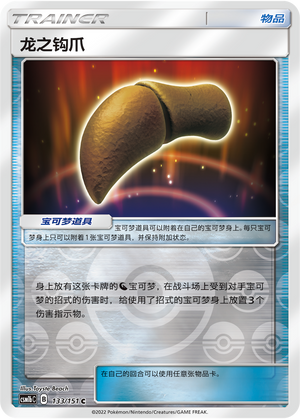 TRAINER
物品
龙之钩爪
宝可梦道具
宝可梦道具可以附着在自己的宝可梦身上。每只宝可
梦身上只可以附着1张宝可梦道具，并保持附加状态。
身上放有这张卡牌的宝可梦，在战斗场上受到对手宝可
梦的招式的伤害时，给使用了招式的宝可梦身上放置3个
伤害指示物。
Illus. Toyste Beach
csm1bC D 133/151 C
在自己的回合可以使用任意张物品卡。
©2022 Pokémon/Nintendo/Creatures/GAME FREAK.